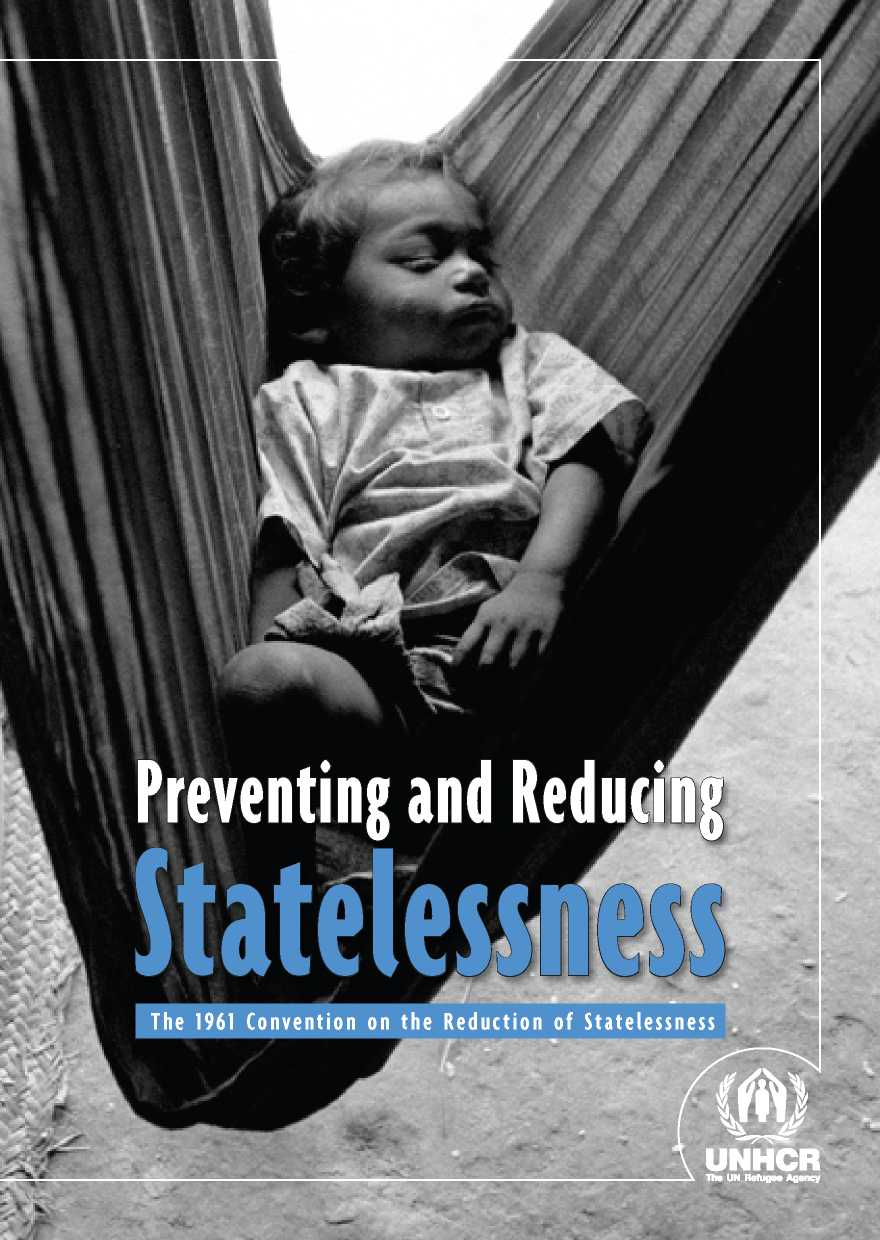 Preventing and Reducing
Statelessness
The 1961 Convention on the Reduction of Statelessness
UNHCR
The UN Refugee Agency